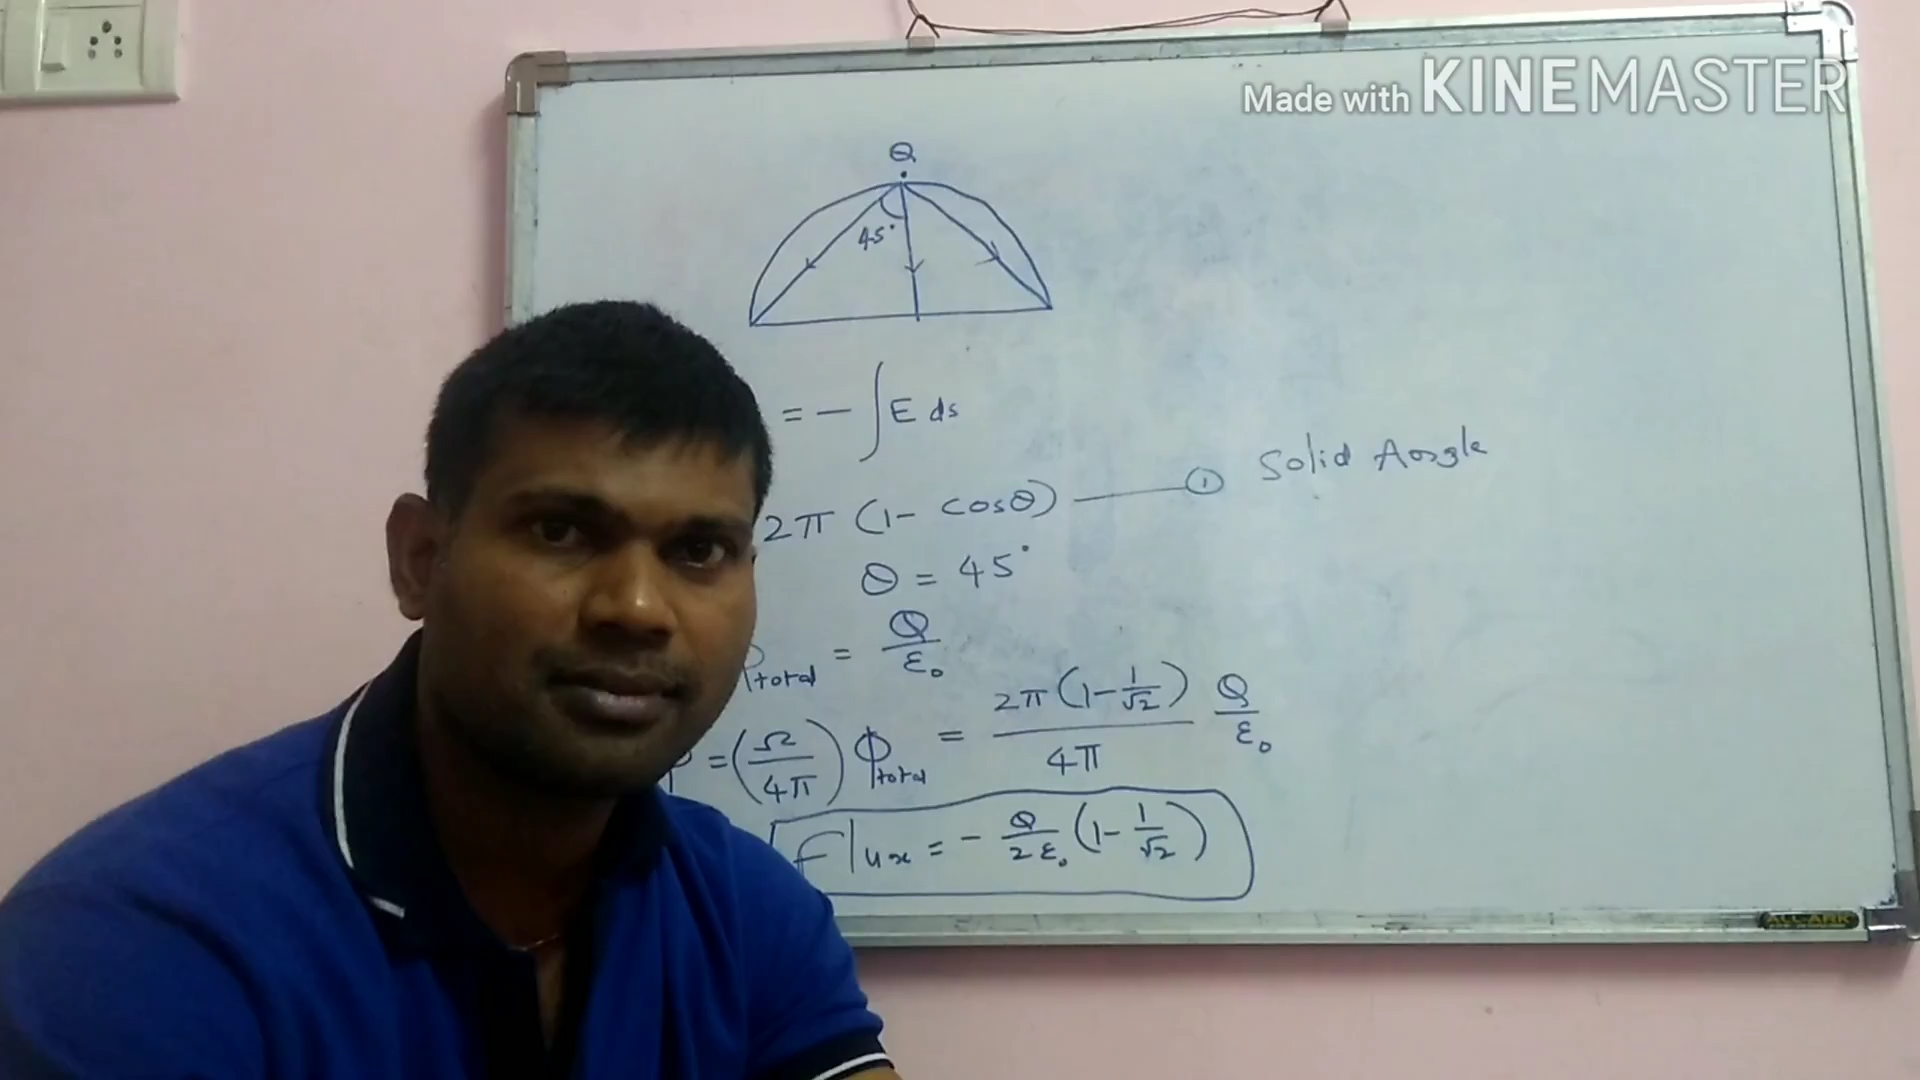 Made with KINEMASTER
Q
45°
= - ∫ E ds
2π (1 - cosθ) —— ① Solid Angle
θ = 45°
total = Q/ε₀
= (Ω/4π) ϕ total = 2π(1 - 1/√2)/4π Q/ε₀
Flux = - Q/2ε₀ (1 - 1/√2)